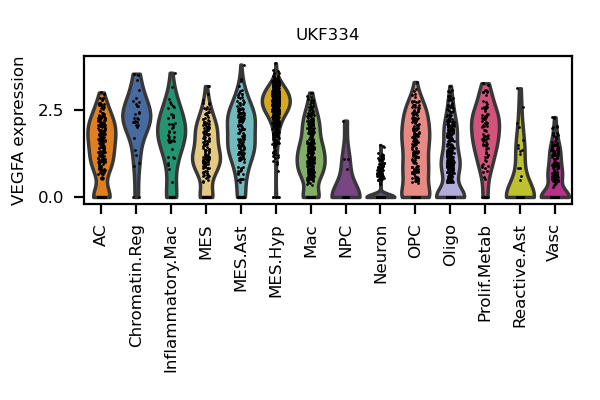 UKF334
VEGFA expression
2.5
0.0
AC
Chromatin.Reg
Inflammatory.Mac
MES
MES.Ast
MES.Hyp
Mac
NPC
Neuron
OPC
Oligo
Prolif.Metab
Reactive.Ast
Vasc